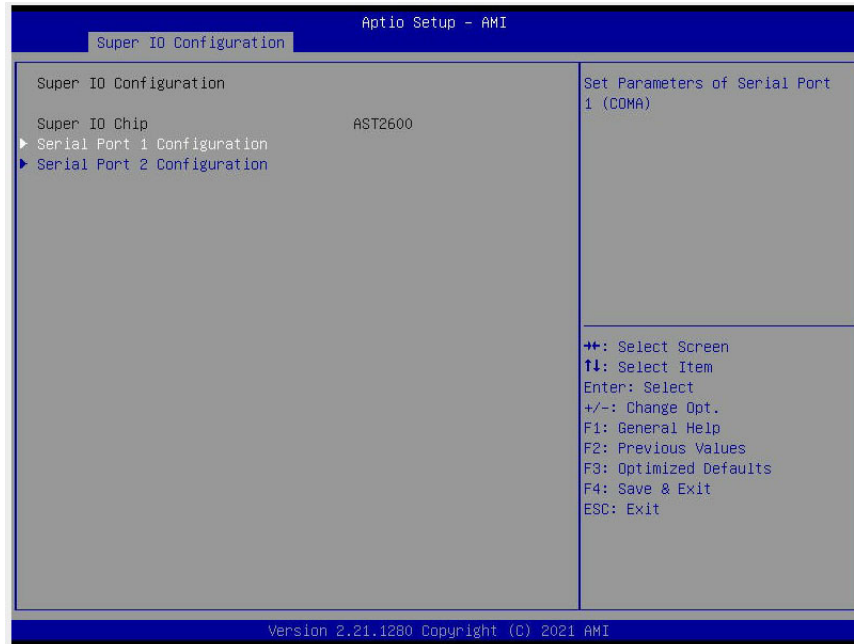 Aptio Setup – AMI
Super IO Configuration
Super IO Configuration
Super IO Chip AST2600
Serial Port 1 Configuration
Serial Port 2 Configuration
Set Parameters of Serial Port
1 (COMA)
→←: Select Screen
↑↓: Select Item
Enter: Select
+/-: Change Opt.
F1: General Help
F2: Previous Values
F3: Optimized Defaults
F4: Save & Exit
ESC: Exit
Version 2.21.1280 Copyright (C) 2021 AMI